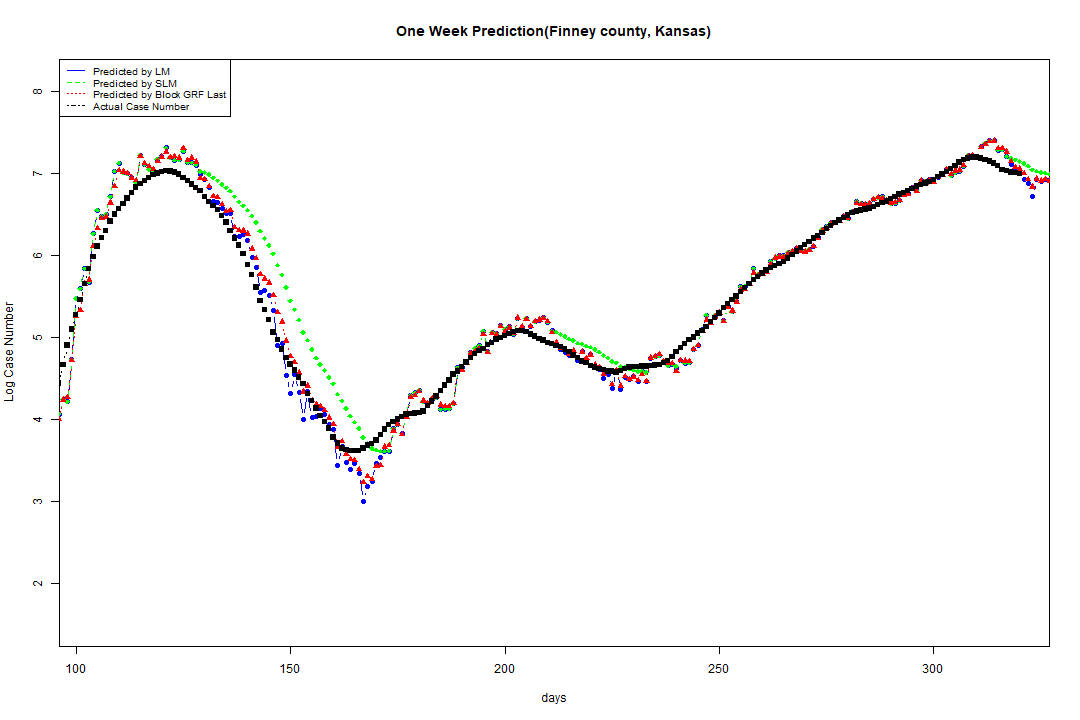 One Week Prediction(Finney county, Kansas)
Predicted by LM
Predicted by SLM
Predicted by Block GRF Last
Actual Case Number
8
7
6
5
4
3
2
Log Case Number
100 150 200 250 300
days